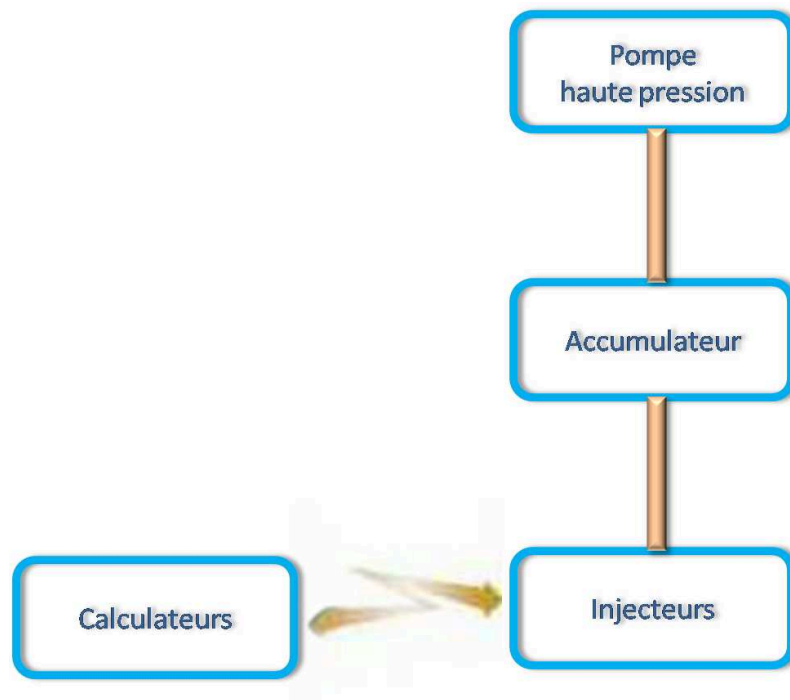 Pompe
haute pression
Accumulateur
Calculateurs
Injecteurs